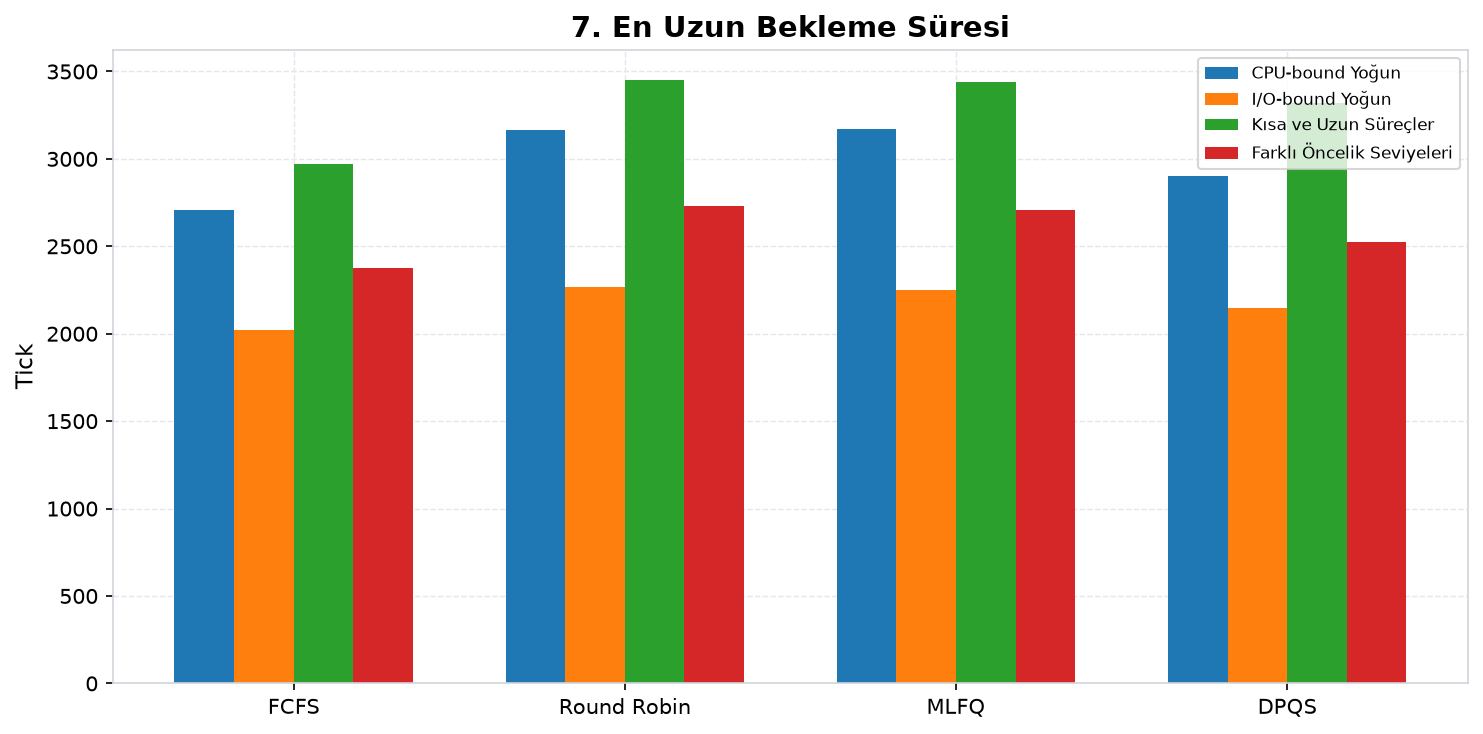 7. En Uzun Bekleme Süresi
CPU-bound Yoğun
I/O-bound Yoğun
Kısa ve Uzun Süreçler
Farklı Öncelik Seviyeleri
Tick
3500
3000
2500
2000
1500
1000
500
0
FCFS
Round Robin
MLFQ
DPQS